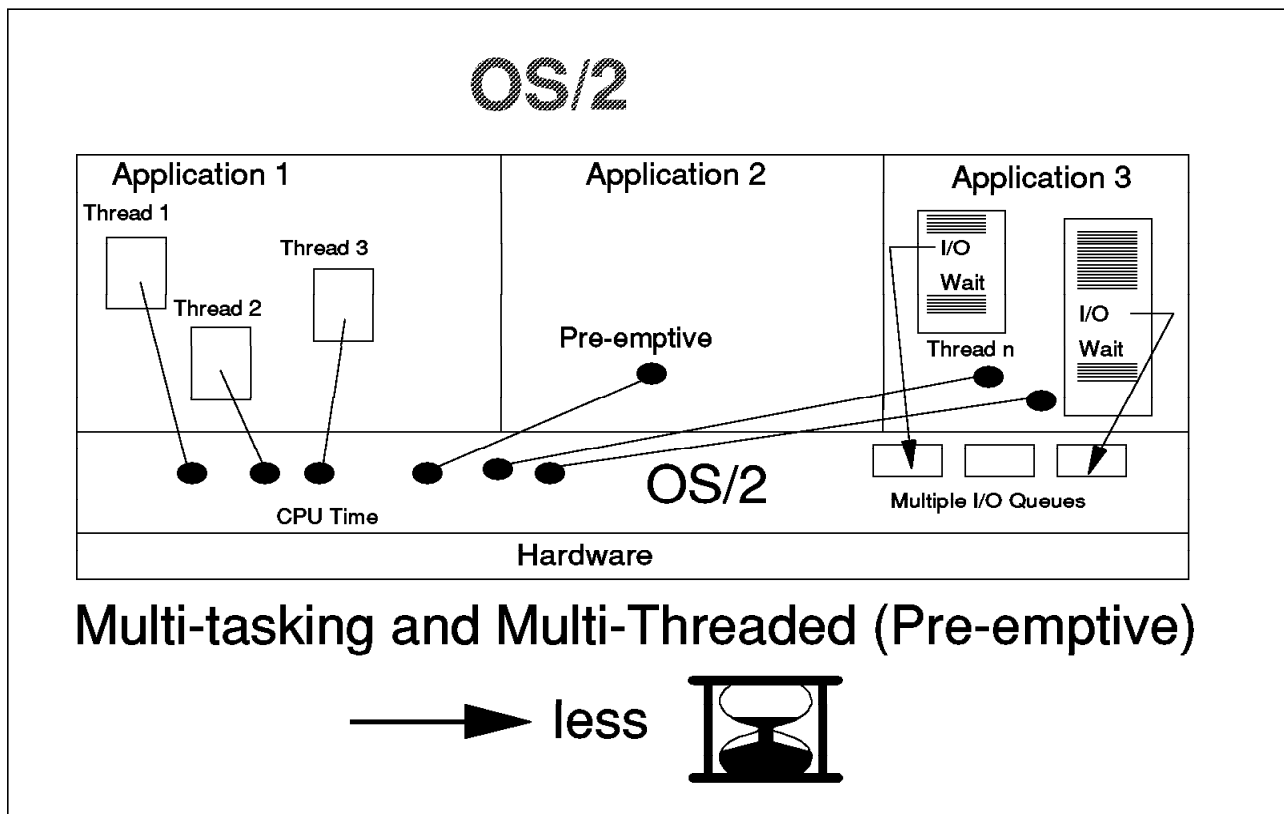 OS/2
Application 1
Application 2
Application 3
Thread 1
Thread 2
Thread 3
Pre-emptive
I/O
Wait
Thread n
I/O
Wait
CPU Time
OS/2
Multiple I/O Queues
Hardware
Multi-tasking and Multi-Threaded (Pre-emptive)
less